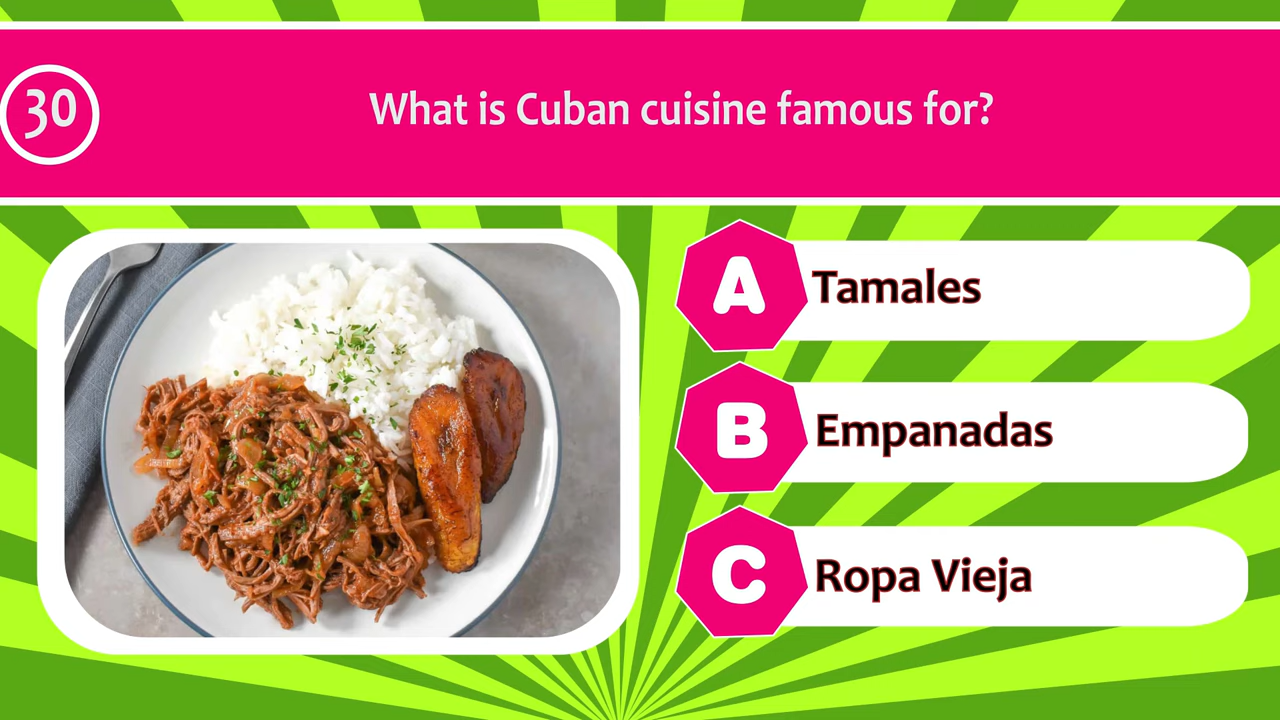 30
What is Cuban cuisine famous for?
A Tamales
B Empanadas
C Ropa Vieja